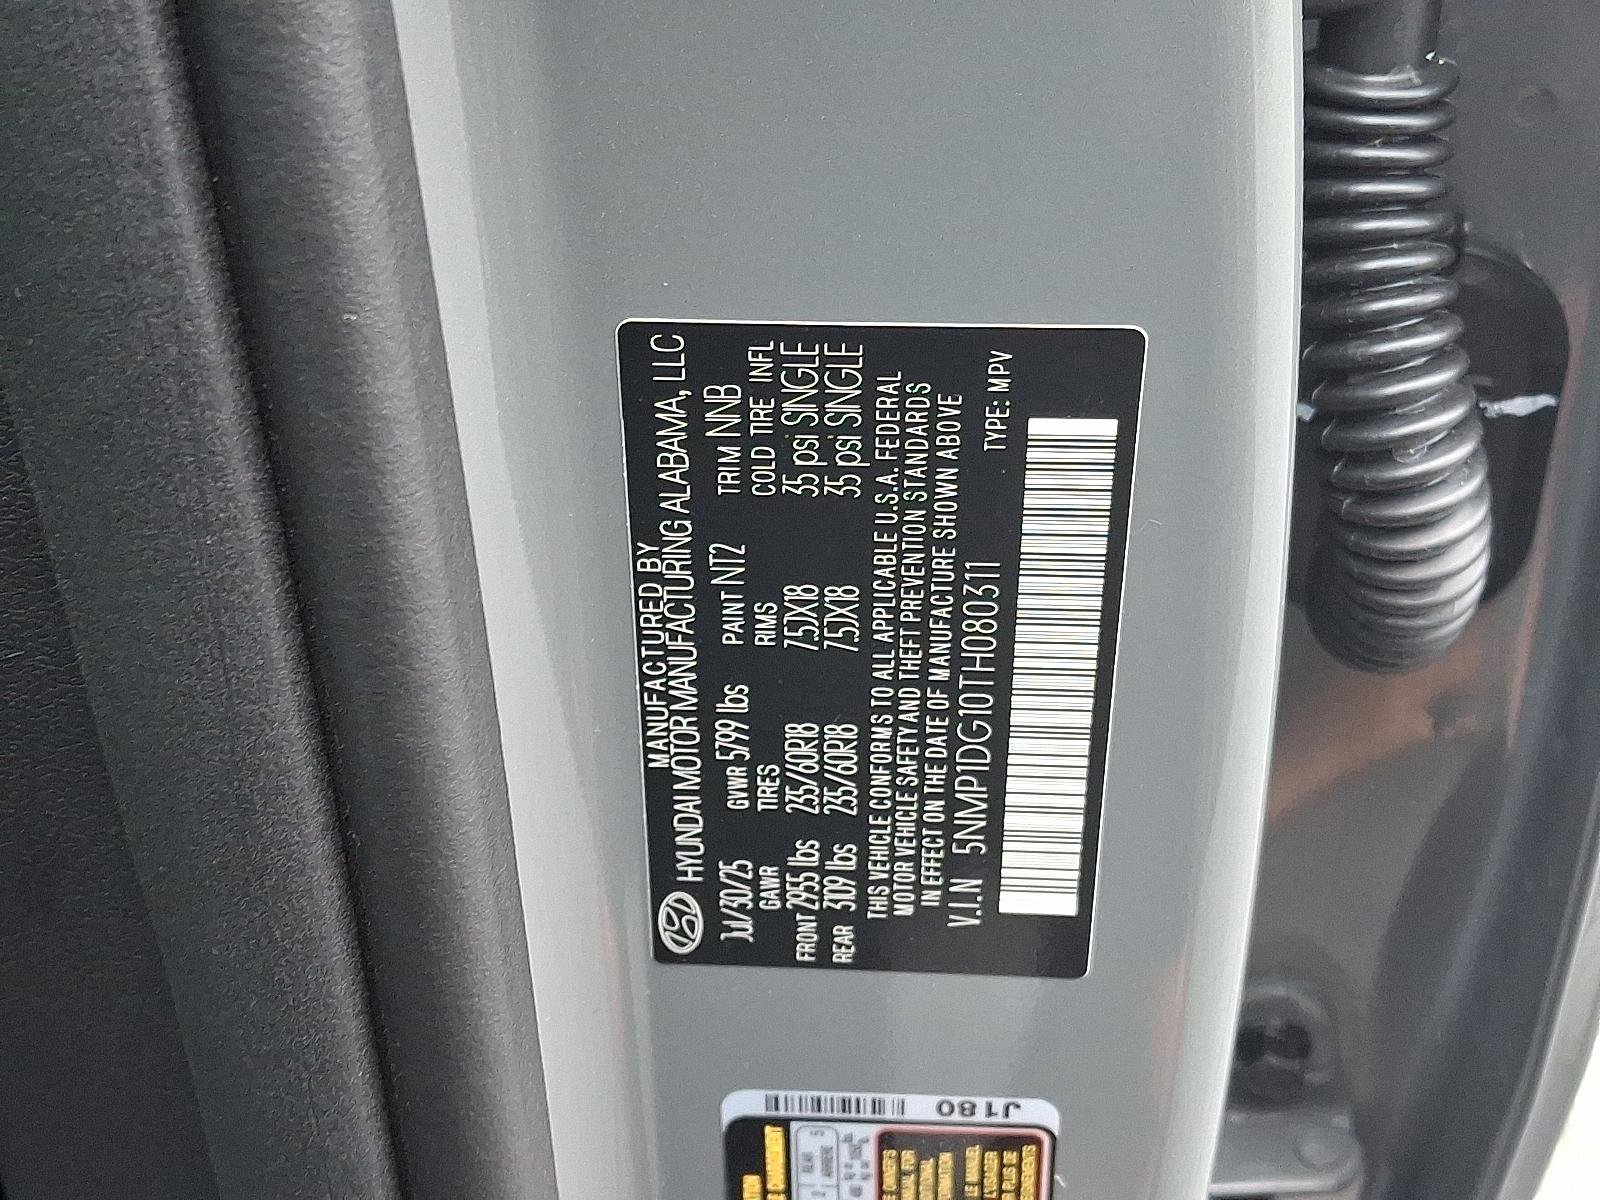 MANUFACTURED BY
HYUNDAI MOTOR MANUFACTURING ALABAMA, LLC
Jul/30/25 GVWR 5799 lbs PAINT NT2 TRIM NNB
GAWR TIRES RIMS COLD TIRE INFL
FRONT 2955 lbs 235/60R18 7.5JX18 35 psi SINGLE
REAR 3109 lbs 235/60R18 7.5JX18 35 psi SINGLE
THIS VEHICLE CONFORMS TO ALL APPLICABLE U.S.A. FEDERAL
MOTOR VEHICLE SAFETY AND THEFT PREVENTION STANDARDS
IN EFFECT ON THE DATE OF MANUFACTURE SHOWN ABOVE
V.I.N 5NMP1DG10TH080311 TYPE: MPV
J180